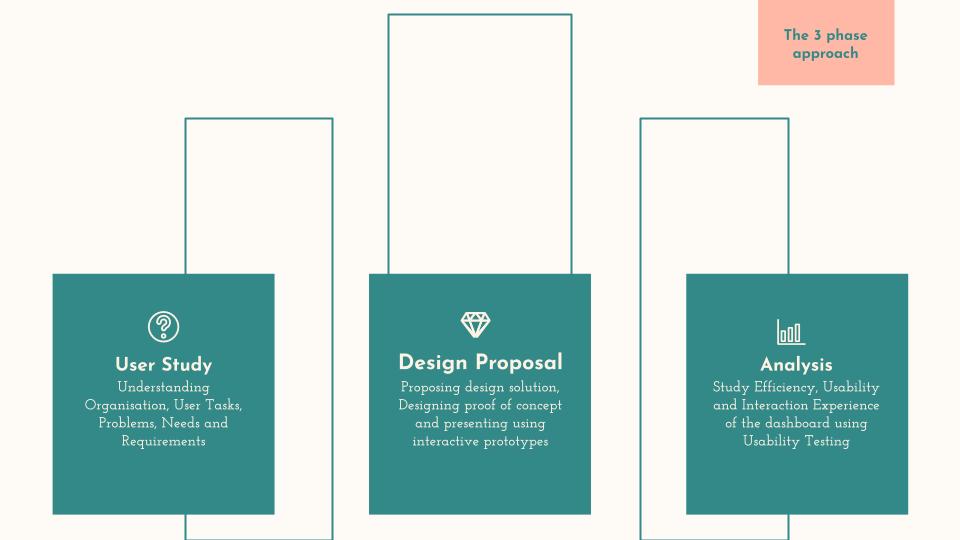 The 3 phase
approach
User Study
Understanding
Organisation, User Tasks,
Problems, Needs and
Requirements
Design Proposal
Proposing design solution,
Designing proof of concept
and presenting using
interactive prototypes
Analysis
Study Efficiency, Usability
and Interaction Experience
of the dashboard using
Usability Testing